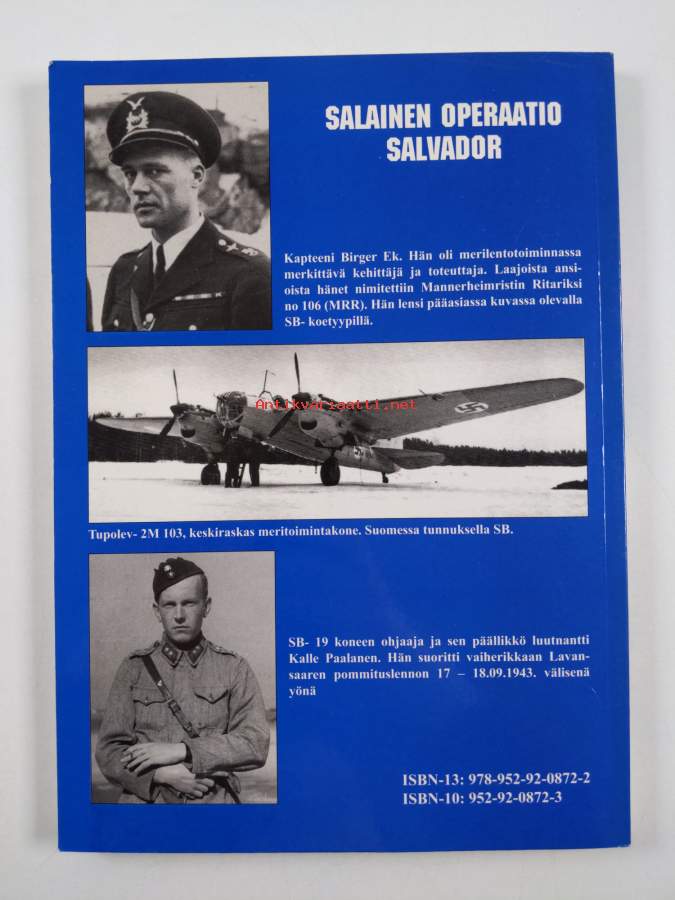 SALAINEN OPERAATIO
SALVADOR
Kapteeni Birger Ek. Hän oli merilentotoiminnassa
merkittävä kehittäjä ja toteuttaja. Laajoista ansi-
oista hänet nimitettiin Mannerheimristin Ritariksi
no 106 (MRR). Hän lensi pääasiassa kuvassa olevalla
SB- koetyypillä.
Antikvariaatti.net
Tupolev- 2M 103, keskiraskas meritoimintakone. Suomessa tunnuksella SB.
SB- 19 koneen ohjaaja ja sen päällikkö luutnantti
Kalle Paalanen. Hän suoritti vaiherikkaan Lavan-
saaren pommituslennon 17 – 18.09.1943. välisenä
yönä
ISBN-13: 978-952-92-0872-2
ISBN-10: 952-92-0872-3